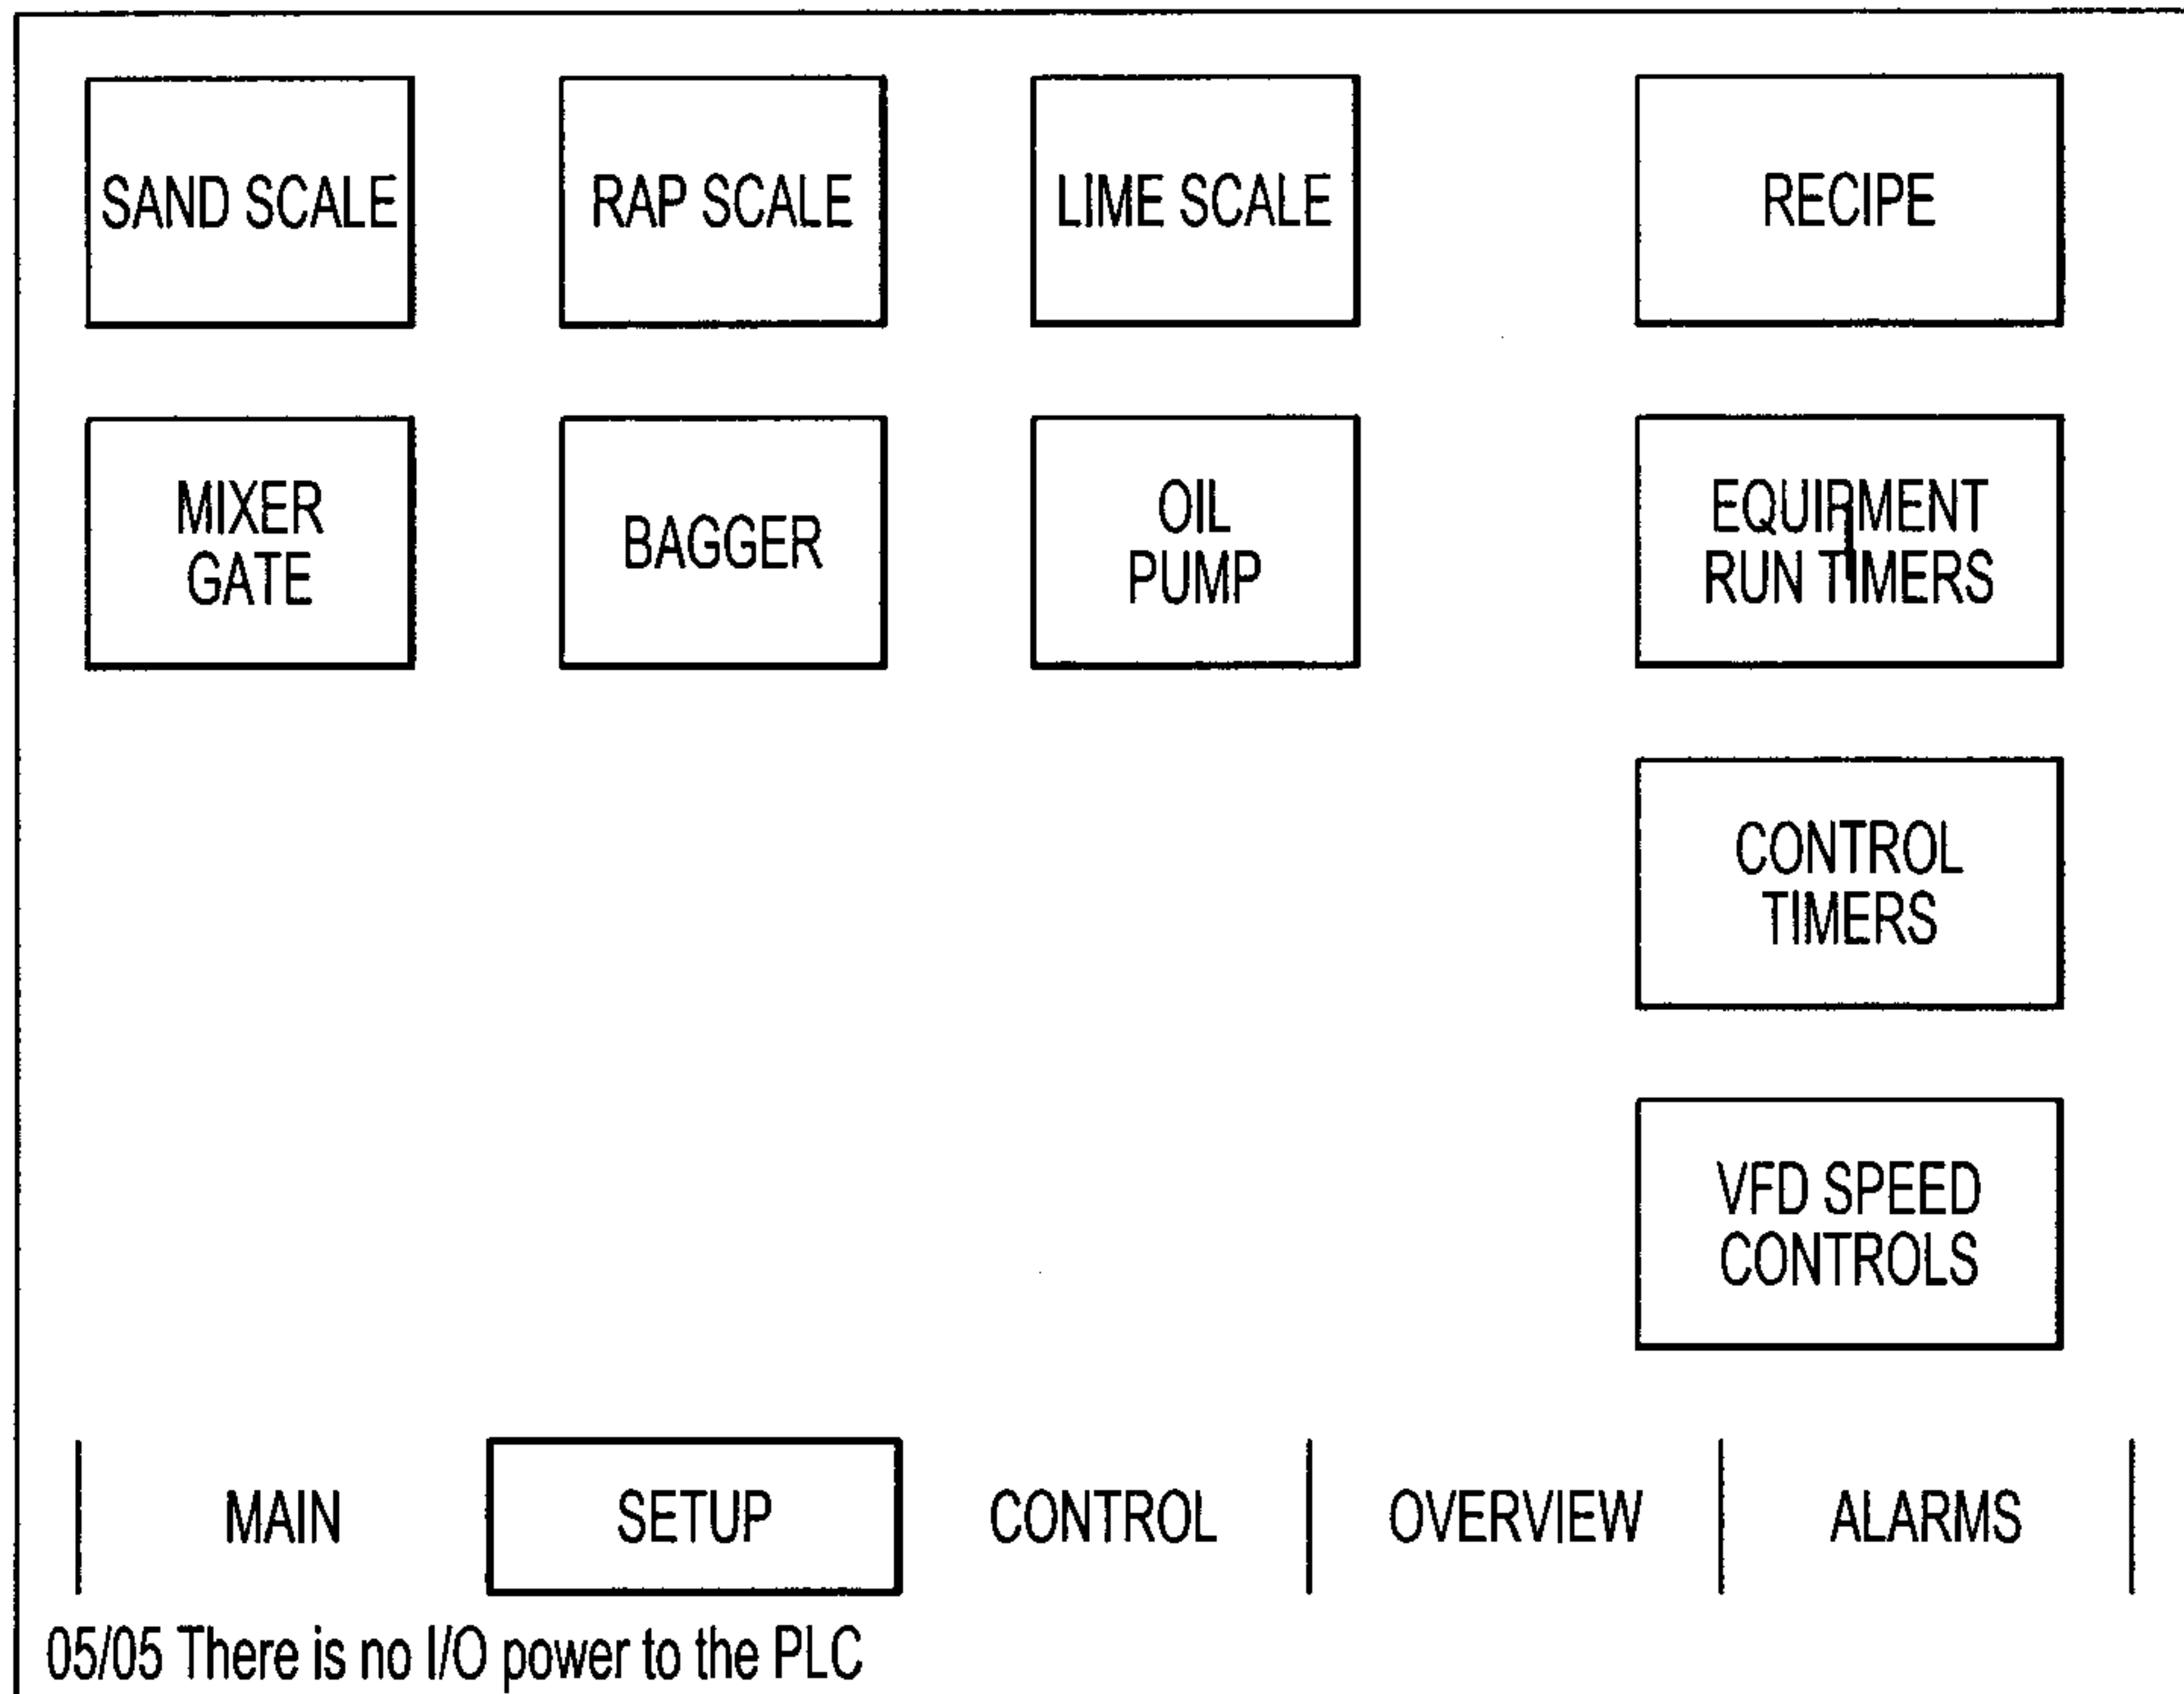 SAND SCALE
RAP SCALE
LIME SCALE
RECIPE
MIXER
GATE
BAGGER
OIL
PUMP
EQUIPMENT
RUN TIMERS
CONTROL
TIMERS
VFD SPEED
CONTROLS
MAIN
SETUP
CONTROL
OVERVIEW
ALARMS
05/05 There is no I/O power to the PLC